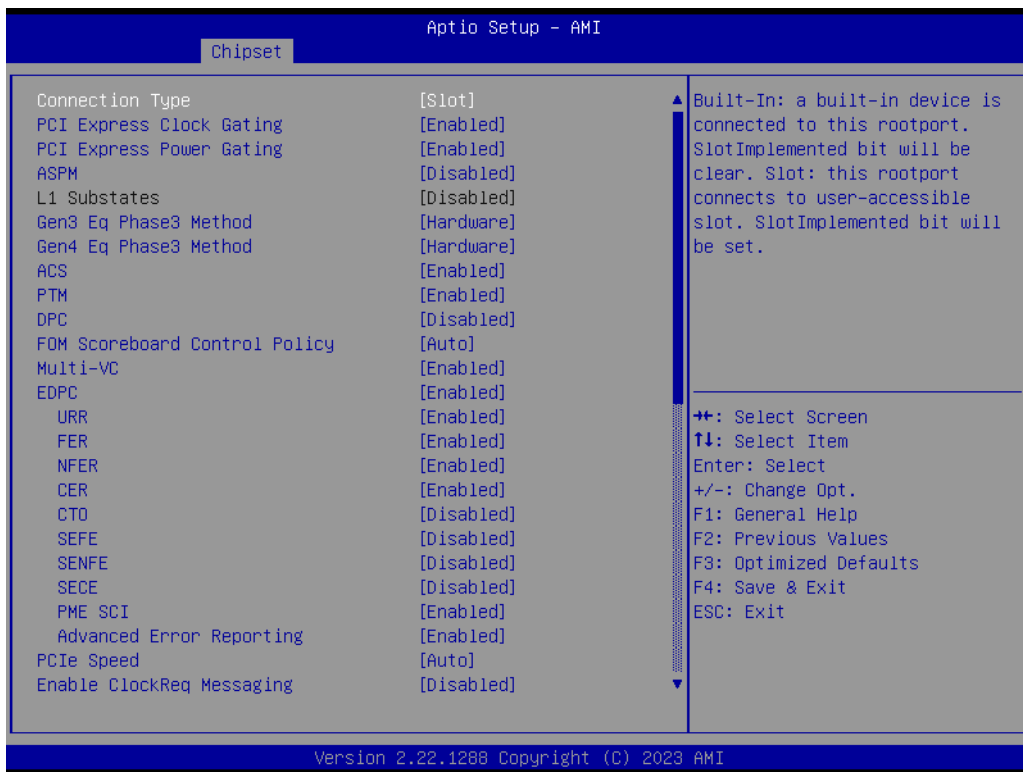 Aptio Setup – AMI
Chipset
Connection Type [Slot]
PCI Express Clock Gating [Enabled]
PCI Express Power Gating [Enabled]
ASPM [Disabled]
L1 Substates [Disabled]
Gen3 Eq Phase3 Method [Hardware]
Gen4 Eq Phase3 Method [Hardware]
ACS [Enabled]
PTM [Enabled]
DPC [Disabled]
FOM Scoreboard Control Policy [Auto]
Multi-VC [Enabled]
EDPC [Enabled]
URR [Enabled]
FER [Enabled]
NFER [Enabled]
CER [Enabled]
CTO [Disabled]
SEFE [Disabled]
SENFE [Disabled]
SECE [Disabled]
PME SCI [Enabled]
Advanced Error Reporting [Enabled]
PCIe Speed [Auto]
Enable ClockReq Messaging [Disabled]
Built-In: a built-in device is
connected to this rootport.
SlotImplemented bit will be
clear. Slot: this rootport
connects to user-accessible
slot. SlotImplemented bit will
be set.
→←: Select Screen
↑↓: Select Item
Enter: Select
+/-: Change Opt.
F1: General Help
F2: Previous Values
F3: Optimized Defaults
F4: Save & Exit
ESC: Exit
Version 2.22.1288 Copyright (C) 2023 AMI